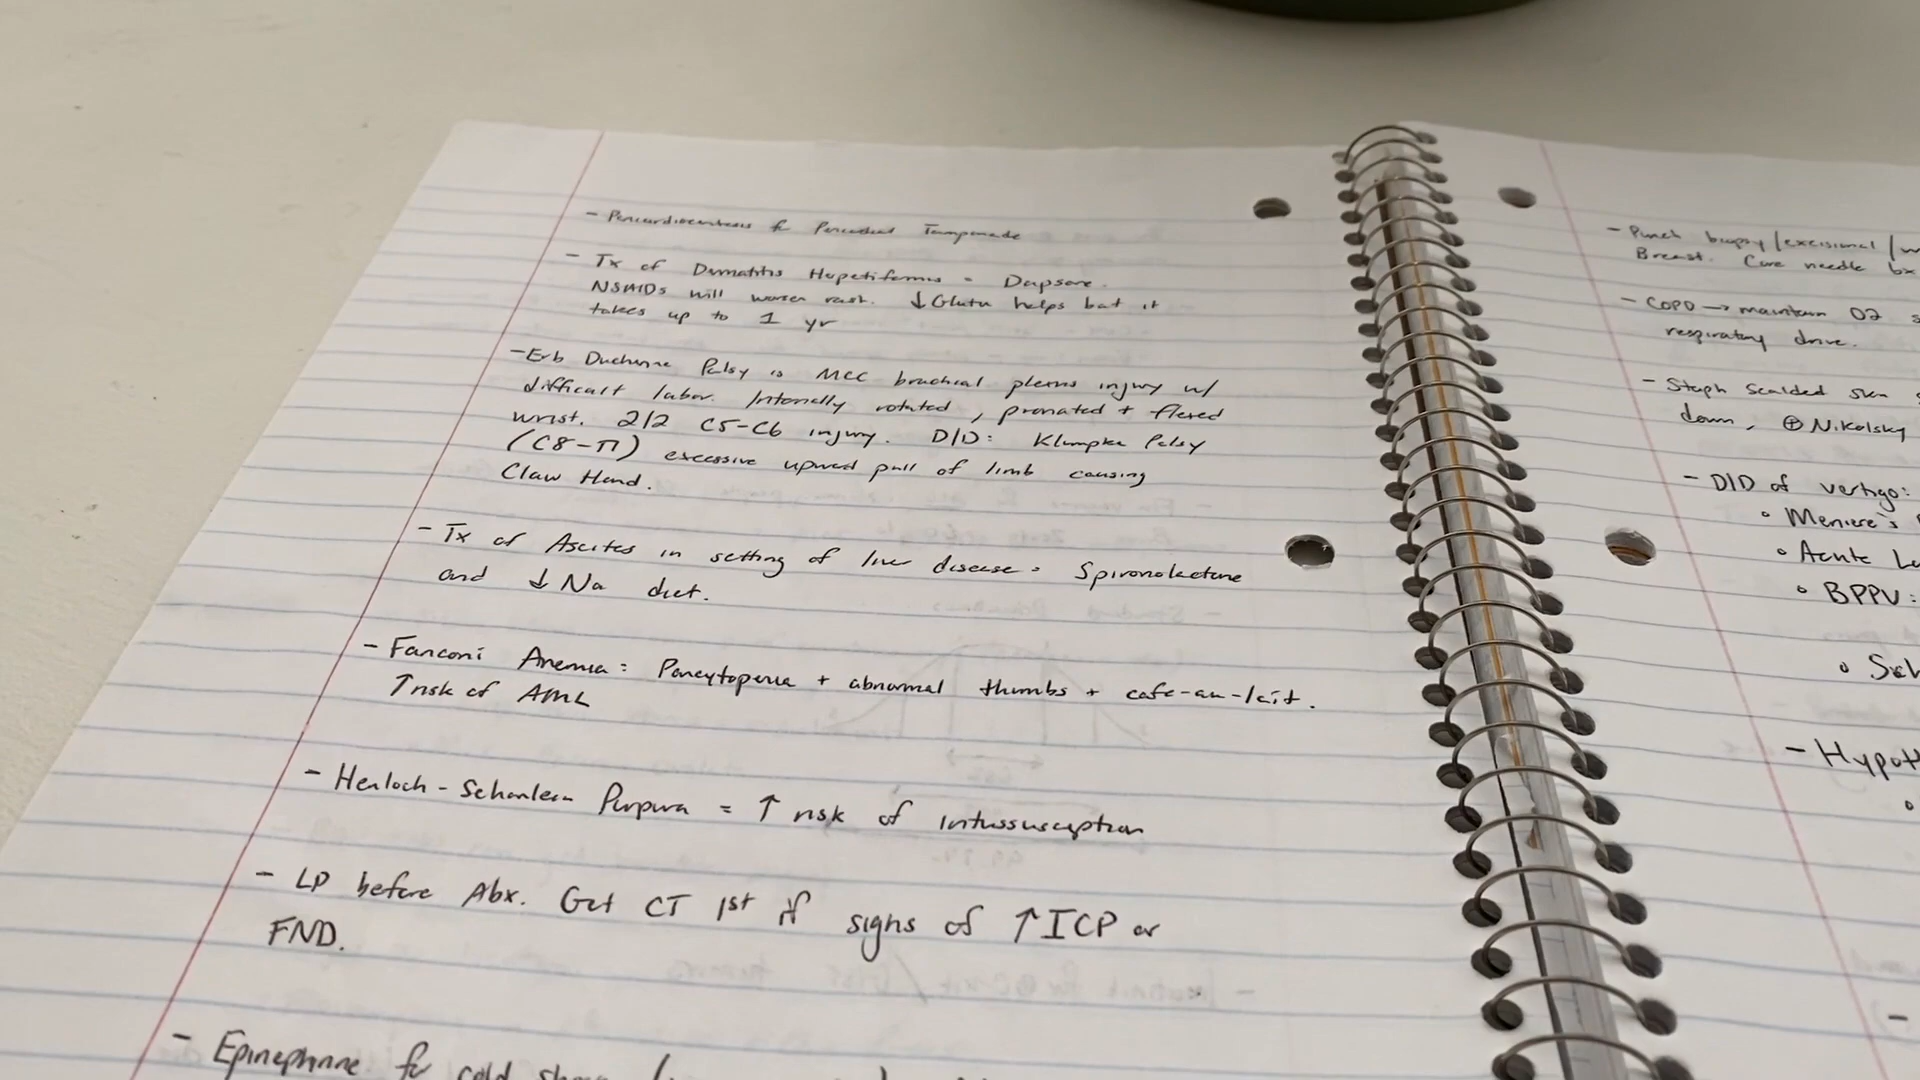 - Pericardiocentesis for Pericardial Tamponade
- Tx of Dermatitis Herpetiformis = Dapsone.
NSAIDs will worsen rash. ↓Gluten helps but it
takes up to 1 yr
- Erb Duchenne Palsy is MCC brachial plexus injury w/
difficult labor. Internally rotated, pronated + flexed
wrist. 2/2 C5-C6 injury. D/D: Klumpke Palsy
(C8-T1) excessive upward pull of limb causing
Claw Hand.
- Tx of Ascites in setting of liver disease = Spironolactone
and ↓ Na diet.
- Fanconi Anemia: Pancytopenia + abnormal thumbs + cafe-au-lait.
↑risk of AML
- Henloch-Schonlein Purpura = ↑ risk of intussusception
- LP before Abx. Get CT 1st if signs of ↑ICP or
FND.
- Epinephrine for cold
- Punch biopsy/excisional/
Breast. Core needle bx
- COPD → maintain O2
respiratory drive.
- Staph scalded skin
down, ⊕ Nikolsky
- D/D of vertigo:
◦ Meniere's
◦ Acute
◦ BPPV:
- Hypot